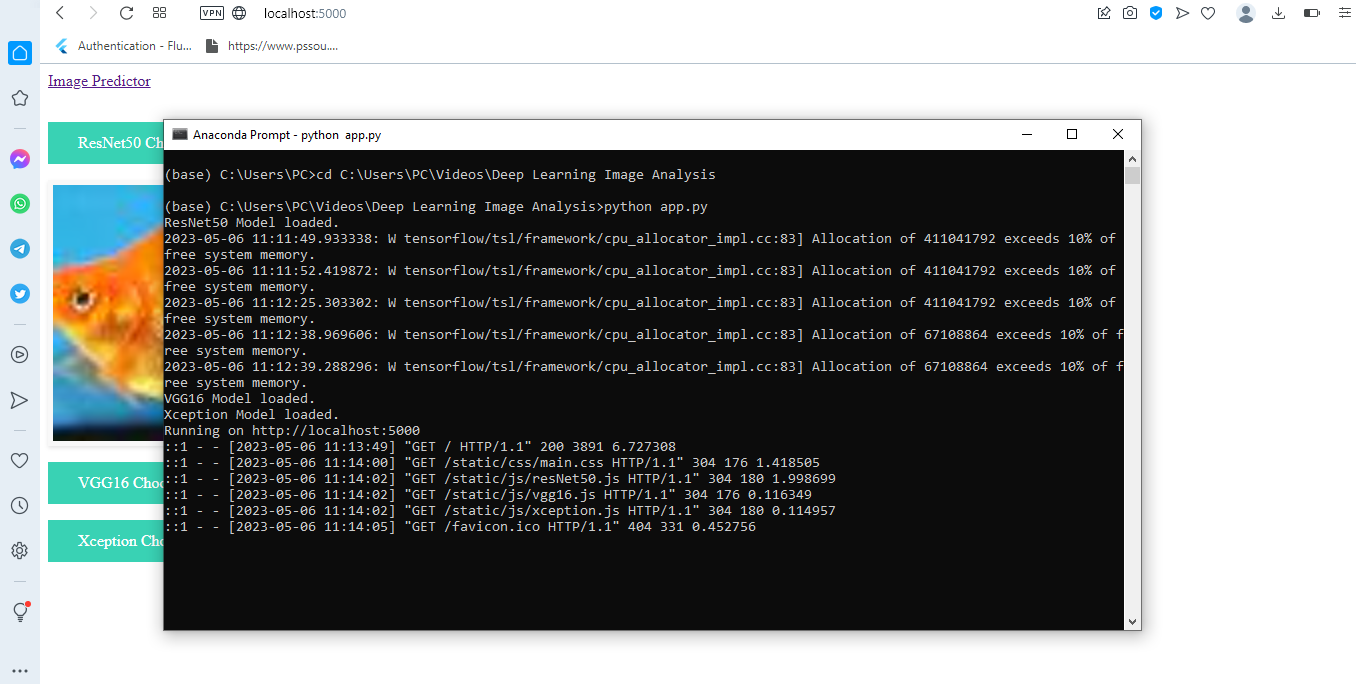 VPN localhost:5000
Authentication - Flu... https://www.pssou....
Image Predictor
ResNet50 Ch
VGG16 Choo
Xception Cho
Anaconda Prompt - python  app.py
(base) C:\Users\PC>cd C:\Users\PC\Videos\Deep Learning Image Analysis
(base) C:\Users\PC\Videos\Deep Learning Image Analysis>python app.py
ResNet50 Model loaded.
2023-05-06 11:11:49.933338: W tensorflow/tsl/framework/cpu_allocator_impl.cc:83] Allocation of 411041792 exceeds 10% of
free system memory.
2023-05-06 11:11:52.419872: W tensorflow/tsl/framework/cpu_allocator_impl.cc:83] Allocation of 411041792 exceeds 10% of
free system memory.
2023-05-06 11:12:25.303302: W tensorflow/tsl/framework/cpu_allocator_impl.cc:83] Allocation of 411041792 exceeds 10% of
free system memory.
2023-05-06 11:12:38.969606: W tensorflow/tsl/framework/cpu_allocator_impl.cc:83] Allocation of 67108864 exceeds 10% of f
ree system memory.
2023-05-06 11:12:39.288296: W tensorflow/tsl/framework/cpu_allocator_impl.cc:83] Allocation of 67108864 exceeds 10% of f
ree system memory.
VGG16 Model loaded.
Xception Model loaded.
Running on http://localhost:5000
::1 - - [2023-05-06 11:13:49] "GET / HTTP/1.1" 200 3891 6.727308
::1 - - [2023-05-06 11:14:00] "GET /static/css/main.css HTTP/1.1" 304 176 1.418505
::1 - - [2023-05-06 11:14:02] "GET /static/js/resNet50.js HTTP/1.1" 304 180 1.998699
::1 - - [2023-05-06 11:14:02] "GET /static/js/vgg16.js HTTP/1.1" 304 176 0.116349
::1 - - [2023-05-06 11:14:02] "GET /static/js/xception.js HTTP/1.1" 304 180 0.114957
::1 - - [2023-05-06 11:14:05] "GET /favicon.ico HTTP/1.1" 404 331 0.452756